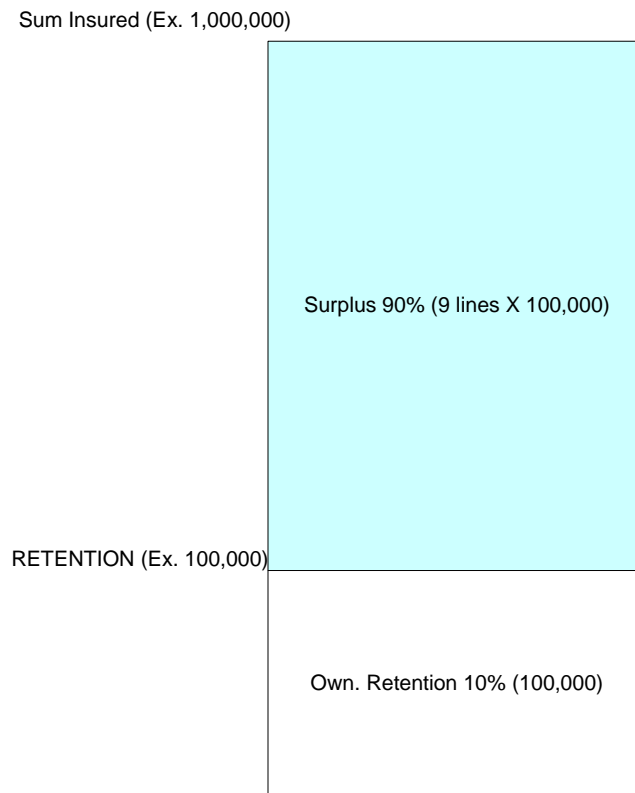 Sum Insured (Ex. 1,000,000)
Surplus 90% (9 lines X 100,000)
RETENTION (Ex. 100,000)
Own. Retention 10% (100,000)